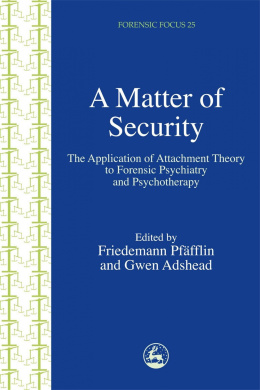 FORENSIC FOCUS 25
A Matter of
Security
The Application of Attachment Theory
to Forensic Psychiatry
and Psychotherapy
Edited by
Friedemann Pfäfflin
and Gwen Adshead